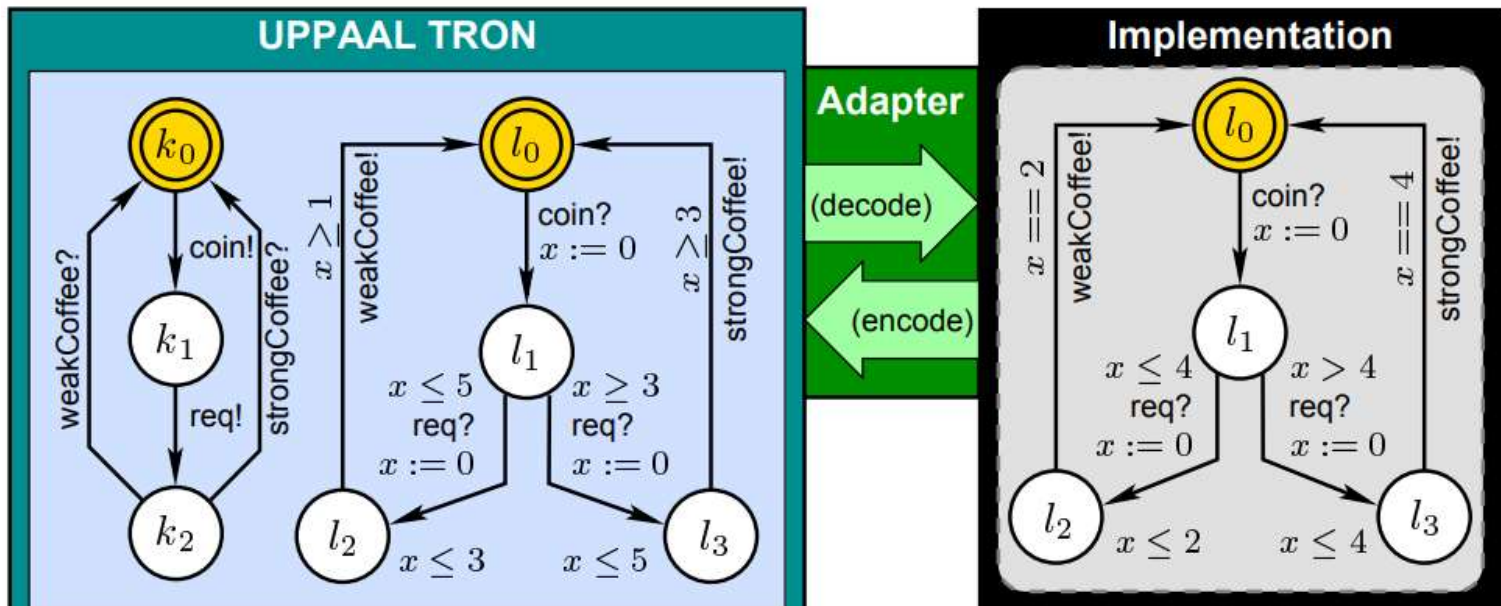 UPPAAL TRON
k₀
coin!
k₁
req!
k₂
weakCoffee?
strongCoffee?
l₀
coin?
x := 0
l₁
x ≤ 5
req?
x := 0
x ≥ 3
req?
x := 0
l₂
x ≤ 3
l₃
x ≤ 5
x ≥ 1
weakCoffee!
x ≥ 3
strongCoffee!
Adapter
(decode)
(encode)
Implementation
l₀
coin?
x := 0
l₁
x ≤ 4
req?
x := 0
x > 4
req?
x := 0
l₂
x ≤ 2
l₃
x ≤ 4
x == 2
weakCoffee!
x == 4
strongCoffee!